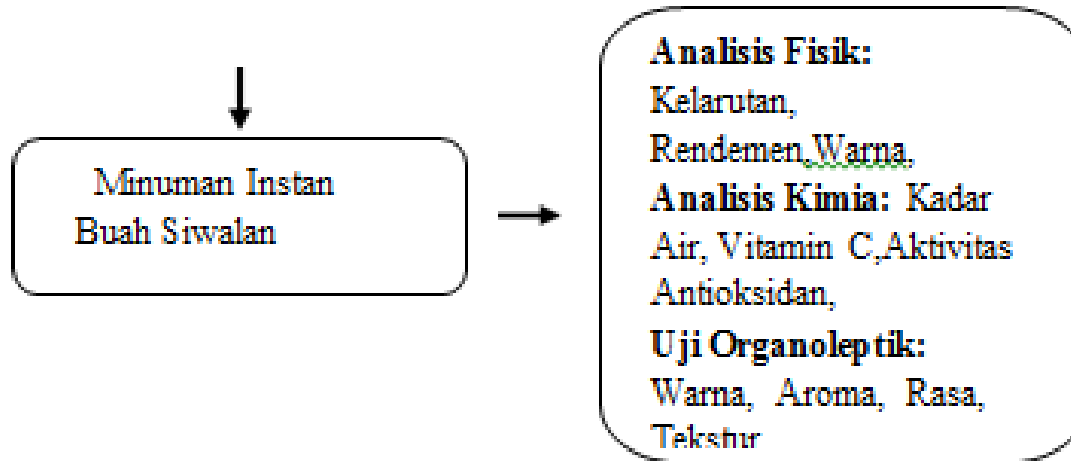 Minuman Instan
Buah Siwalan
Analisis Fisik:
Kelarutan,
Rendemen,Warna,
Analisis Kimia: Kadar
Air, Vitamin C,Aktivitas
Antioksidan,
Uji Organoleptik:
Warna, Aroma, Rasa,
Tekstur